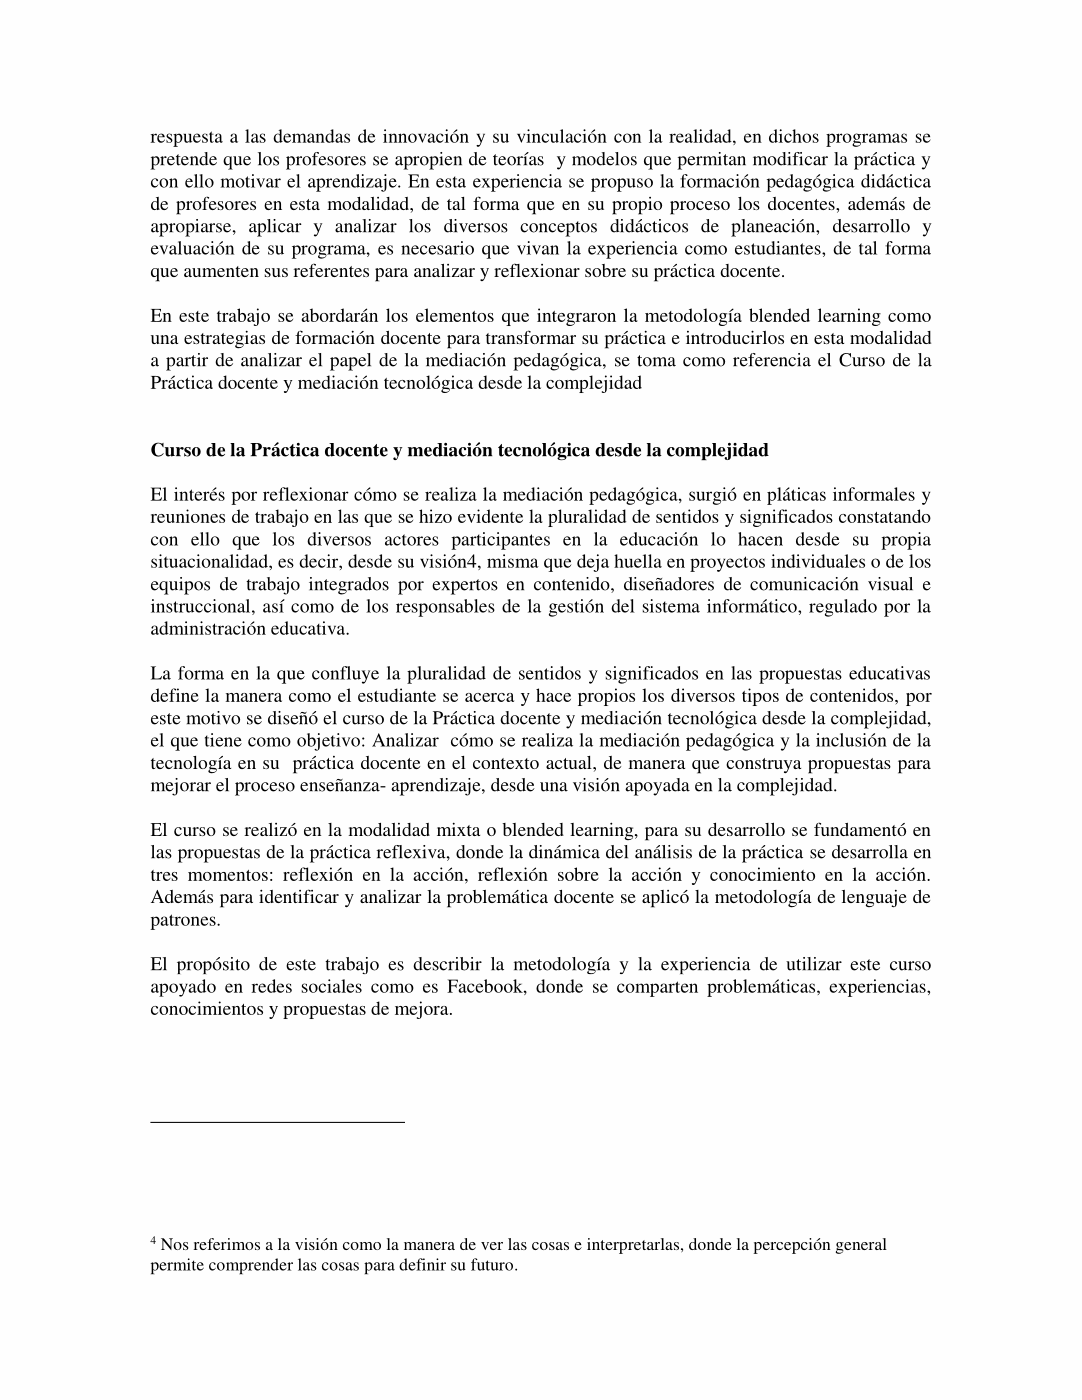 respuesta a las demandas de innovación y su vinculación con la realidad, en dichos programas se
pretende que los profesores se apropien de teorías  y modelos que permitan modificar la práctica y
con ello motivar el aprendizaje. En esta experiencia se propuso la formación pedagógica didáctica
de profesores en esta modalidad, de tal forma que en su propio proceso los docentes, además de
apropiarse, aplicar y analizar los diversos conceptos didácticos de planeación, desarrollo y
evaluación de su programa, es necesario que vivan la experiencia como estudiantes, de tal forma
que aumenten sus referentes para analizar y reflexionar sobre su práctica docente.
En este trabajo se abordarán los elementos que integraron la metodología blended learning como
una estrategias de formación docente para transformar su práctica e introducirlos en esta modalidad
a partir de analizar el papel de la mediación pedagógica, se toma como referencia el Curso de la
Práctica docente y mediación tecnológica desde la complejidad
Curso de la Práctica docente y mediación tecnológica desde la complejidad
El interés por reflexionar cómo se realiza la mediación pedagógica, surgió en pláticas informales y
reuniones de trabajo en las que se hizo evidente la pluralidad de sentidos y significados constatando
con ello que los diversos actores participantes en la educación lo hacen desde su propia
situacionalidad, es decir, desde su visión4, misma que deja huella en proyectos individuales o de los
equipos de trabajo integrados por expertos en contenido, diseñadores de comunicación visual e
instruccional, así como de los responsables de la gestión del sistema informático, regulado por la
administración educativa.
La forma en la que confluye la pluralidad de sentidos y significados en las propuestas educativas
define la manera como el estudiante se acerca y hace propios los diversos tipos de contenidos, por
este motivo se diseñó el curso de la Práctica docente y mediación tecnológica desde la complejidad,
el que tiene como objetivo: Analizar  cómo se realiza la mediación pedagógica y la inclusión de la
tecnología en su  práctica docente en el contexto actual, de manera que construya propuestas para
mejorar el proceso enseñanza- aprendizaje, desde una visión apoyada en la complejidad.
El curso se realizó en la modalidad mixta o blended learning, para su desarrollo se fundamentó en
las propuestas de la práctica reflexiva, donde la dinámica del análisis de la práctica se desarrolla en
tres momentos: reflexión en la acción, reflexión sobre la acción y conocimiento en la acción.
Además para identificar y analizar la problemática docente se aplicó la metodología de lenguaje de
patrones.
El propósito de este trabajo es describir la metodología y la experiencia de utilizar este curso
apoyado en redes sociales como es Facebook, donde se comparten problemáticas, experiencias,
conocimientos y propuestas de mejora.
4 Nos referimos a la visión como la manera de ver las cosas e interpretarlas, donde la percepción general
permite comprender las cosas para definir su futuro.